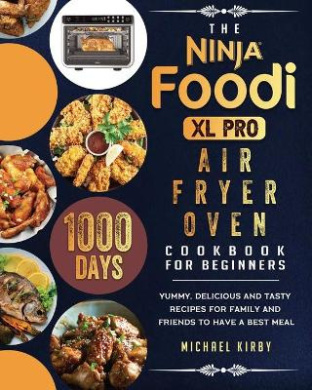 THE
NINJA
Foodi
XL PRO
AIR
FRYER
OVEN
COOKBOOK
FOR BEGINNERS
1000
DAYS
YUMMY, DELICIOUS AND TASTY
RECIPES FOR FAMILY AND
FRIENDS TO HAVE A BEST MEAL
MICHAEL KIRBY